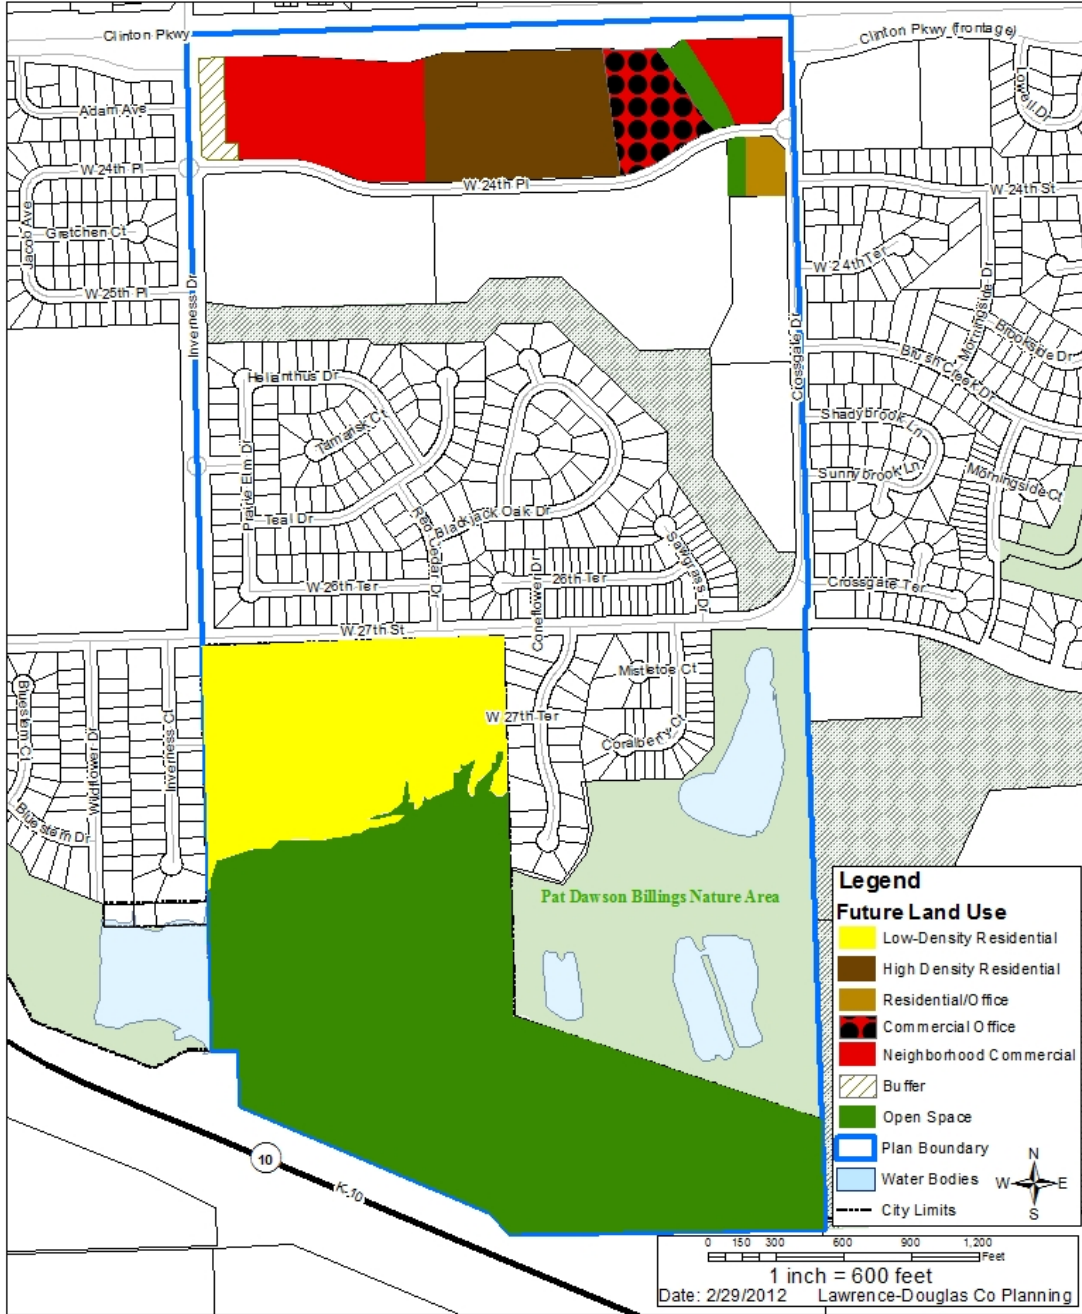 Clinton Pkwy
Clinton Pkwy (frontage)
Lowell Dr
Adam Ave
W 24th Pl
W 24th Pl
W 24th St
Jacob Ave
Gretchen Ct
W 24th Ter
W 25th Pl
Inverness Dr
Crossgate Dr
Morningside Dr
Brookside Dr
Brush Creek Dr
Helianthus Dr
Tamarisk Ct
Shadybrook Ln
Prairie Elm Dr
Sunnybrook Ln
Morningside Ct
Teal Dr
Red Cedar Dr
Blackjack Oak Dr
Sawgrass Dr
W 26th Ter
Coneflower Dr
26th Ter
Crossgate Ter
W 27th St
Mistletoe Ct
Bluestem Ct
Wildflower Dr
Inverness Ct
W 27th Ter
Coralberry Ct
Bluestem Dr
Pat Dawson Billings Nature Area
10
K-10
Legend
Future Land Use
Low-Density Residential
High Density Residential
Residential/Office
Commercial Office
Neighborhood Commercial
Buffer
Open Space
Plan Boundary
Water Bodies
City Limits
N
W E
S
0 150 300 600 900 1,200
Feet
1 inch = 600 feet
Date: 2/29/2012 Lawrence-Douglas Co Planning